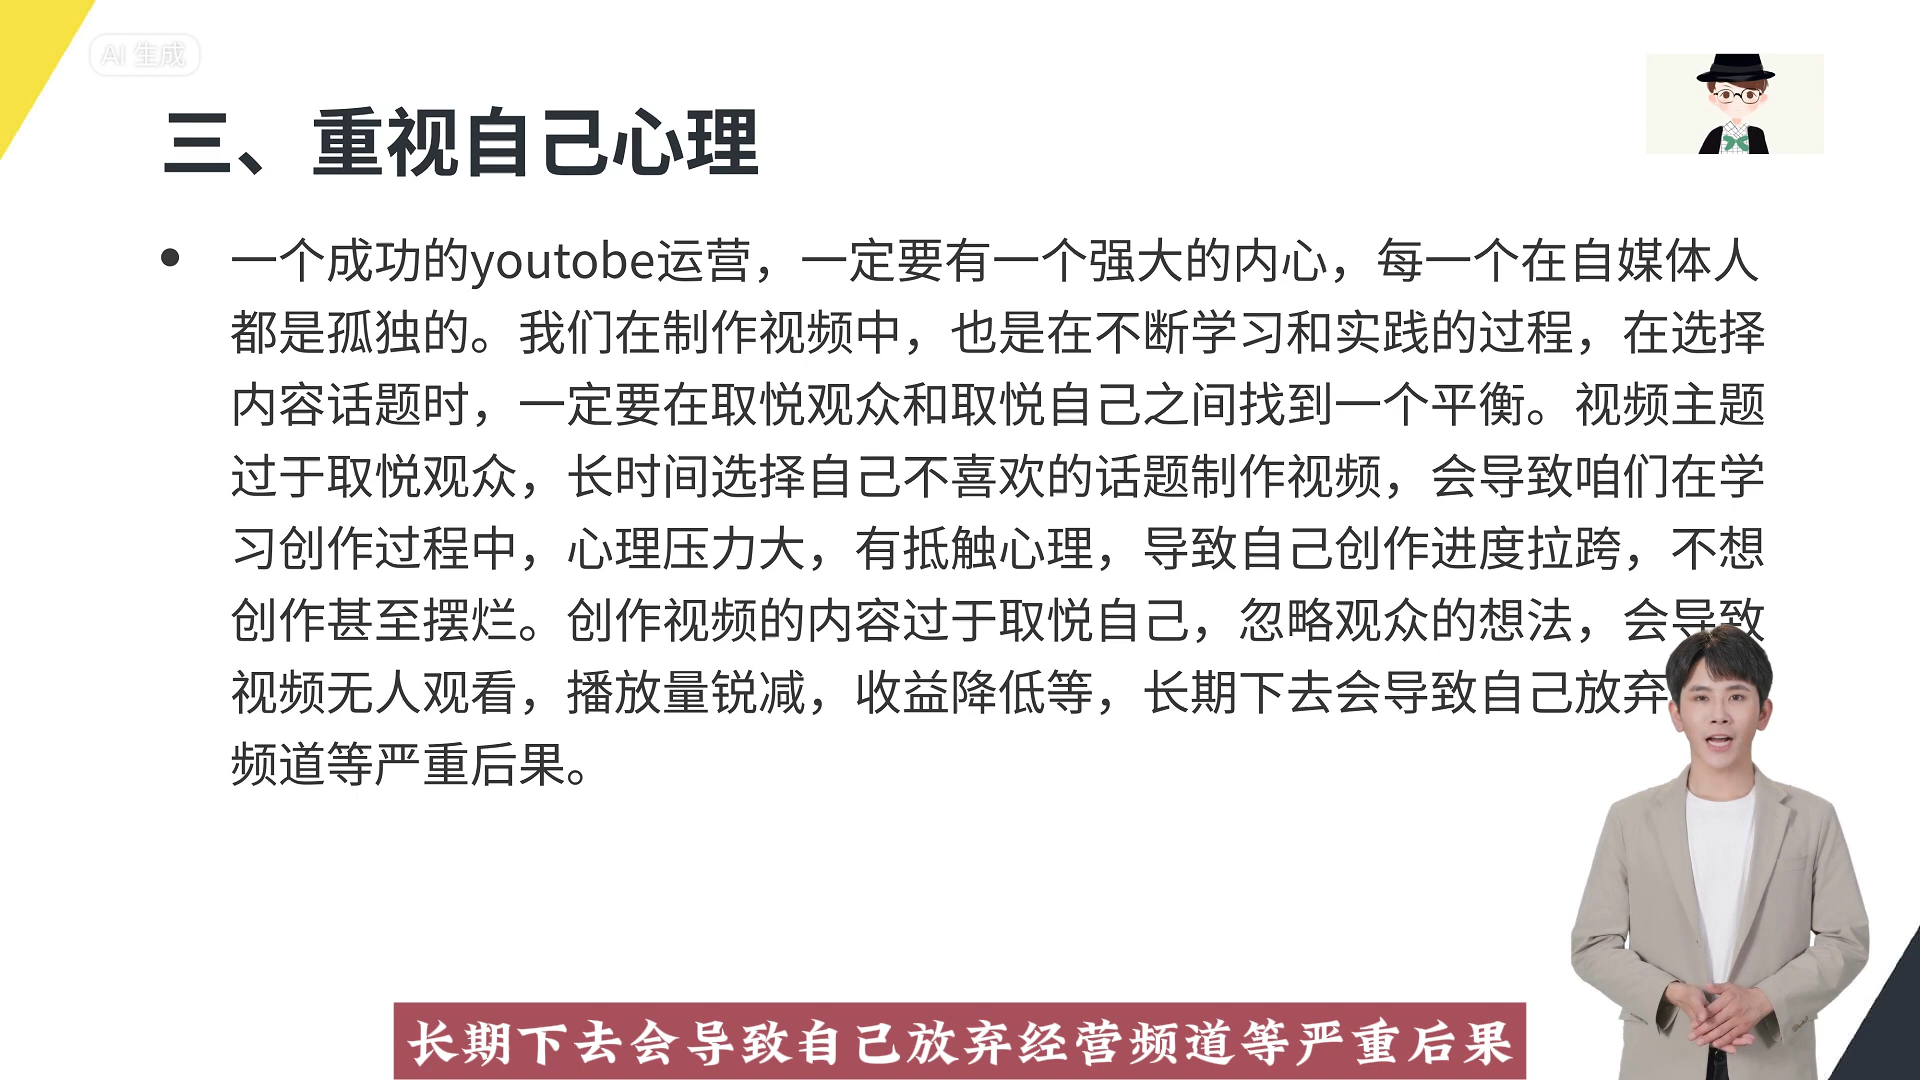 AI 生成
三、重视自己心理
一个成功的youtobe运营，一定要有一个强大的内心，每一个在自媒体人
都是孤独的。我们在制作视频中，也是在不断学习和实践的过程，在选择
内容话题时，一定要在取悦观众和取悦自己之间找到一个平衡。视频主题
过于取悦观众，长时间选择自己不喜欢的话题制作视频，会导致咱们在学
习创作过程中，心理压力大，有抵触心理，导致自己创作进度拉跨，不想
创作甚至摆烂。创作视频的内容过于取悦自己，忽略观众的想法，会导致
视频无人观看，播放量锐减，收益降低等，长期下去会导致自己放弃
频道等严重后果。
长期下去会导致自己放弃经营频道等严重后果